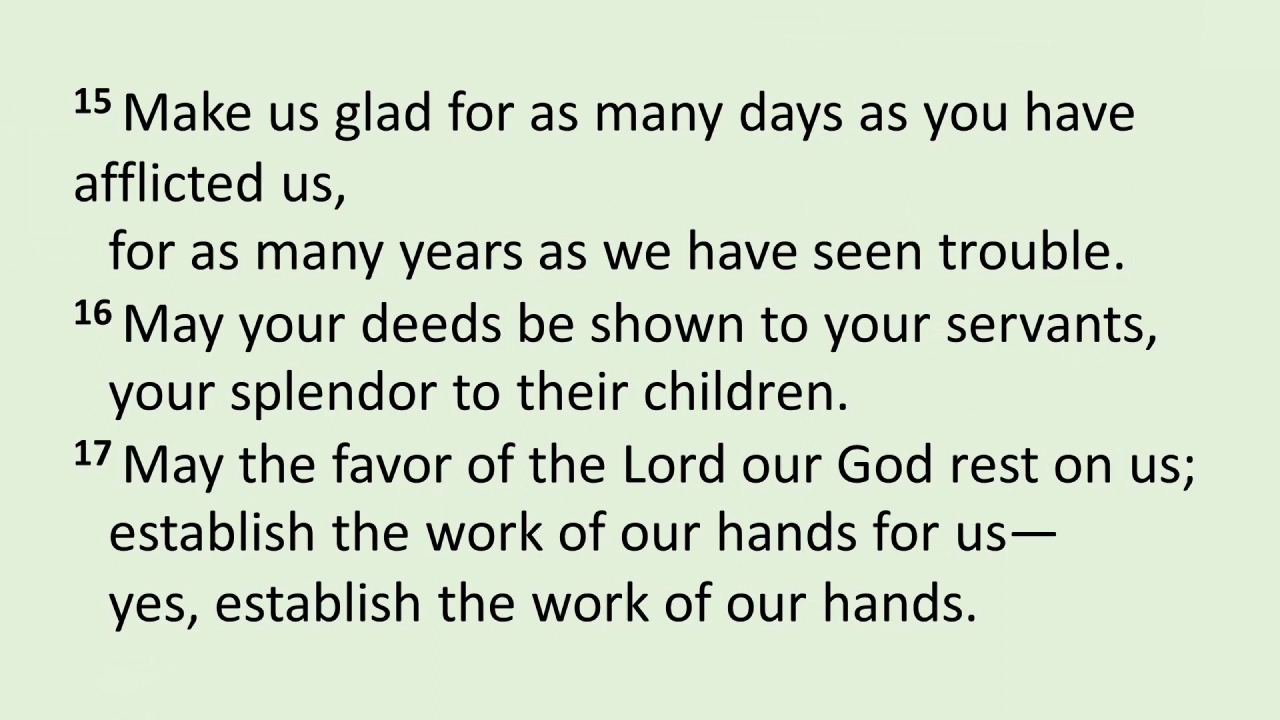 15 Make us glad for as many days as you have
afflicted us,
for as many years as we have seen trouble.
16 May your deeds be shown to your servants,
your splendor to their children.
17 May the favor of the Lord our God rest on us;
establish the work of our hands for us—
yes, establish the work of our hands.